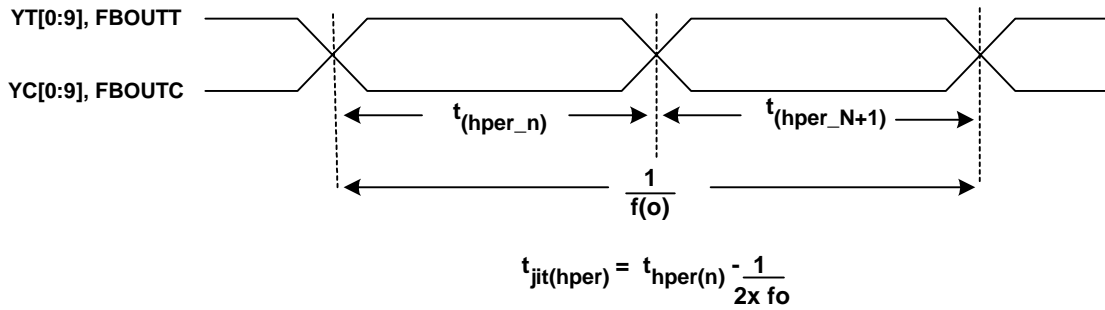 YT[0:9], FBOUTT
YC[0:9], FBOUTC
t(hper_n)
t(hper_N+1)
1
f(o)
tjit(hper) = thper(n) - 1
2x fo